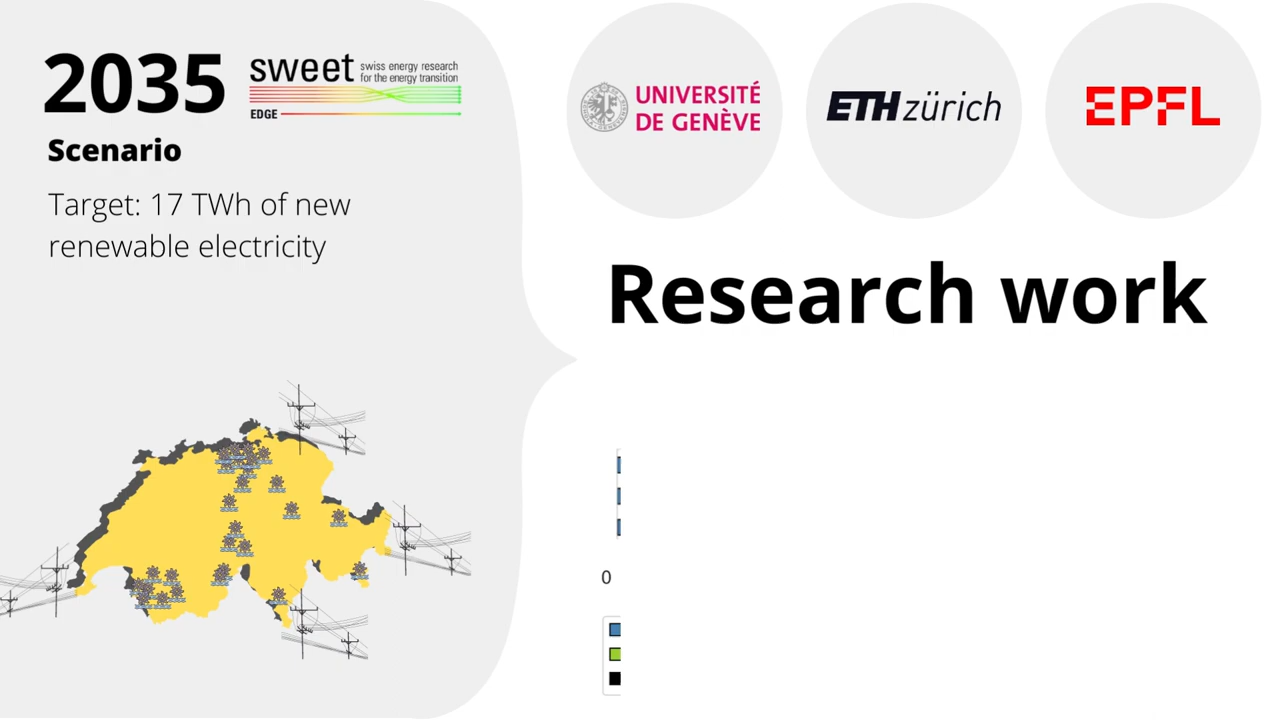 2035
sweet
swiss energy research
for the energy transition
EDGE
Scenario
Target: 17 TWh of new
renewable electricity
UNIVERSITÉ
DE GENÈVE
ETH zürich
EPFL
Research work
0